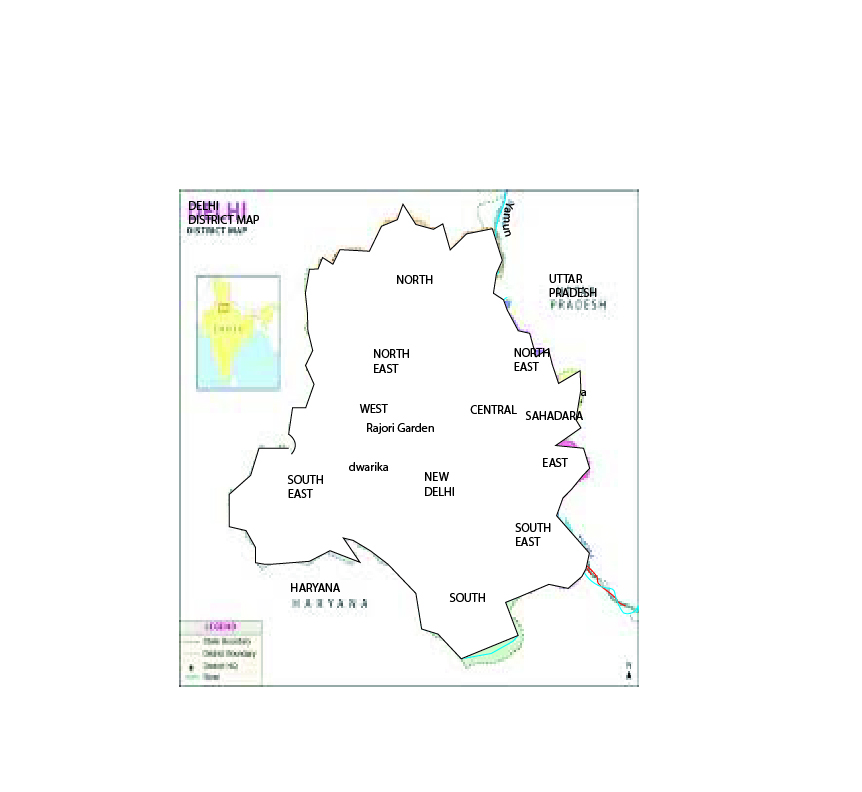 DELHI
DELHI
DISTRICT MAP
DISTRICT MAP
Yamun
NORTH
UTTAR
PRADESH
PRADESH
INDIA
NORTH
EAST
NORTH
EAST
a
WEST
CENTRAL
SAHADARA
Rajori Garden
EAST
dwarika
SOUTH
EAST
NEW
DELHI
SOUTH
EAST
HARYANA
HARYANA
SOUTH
LEGEND
State Boundary
District Boundary
District HQ
River
N